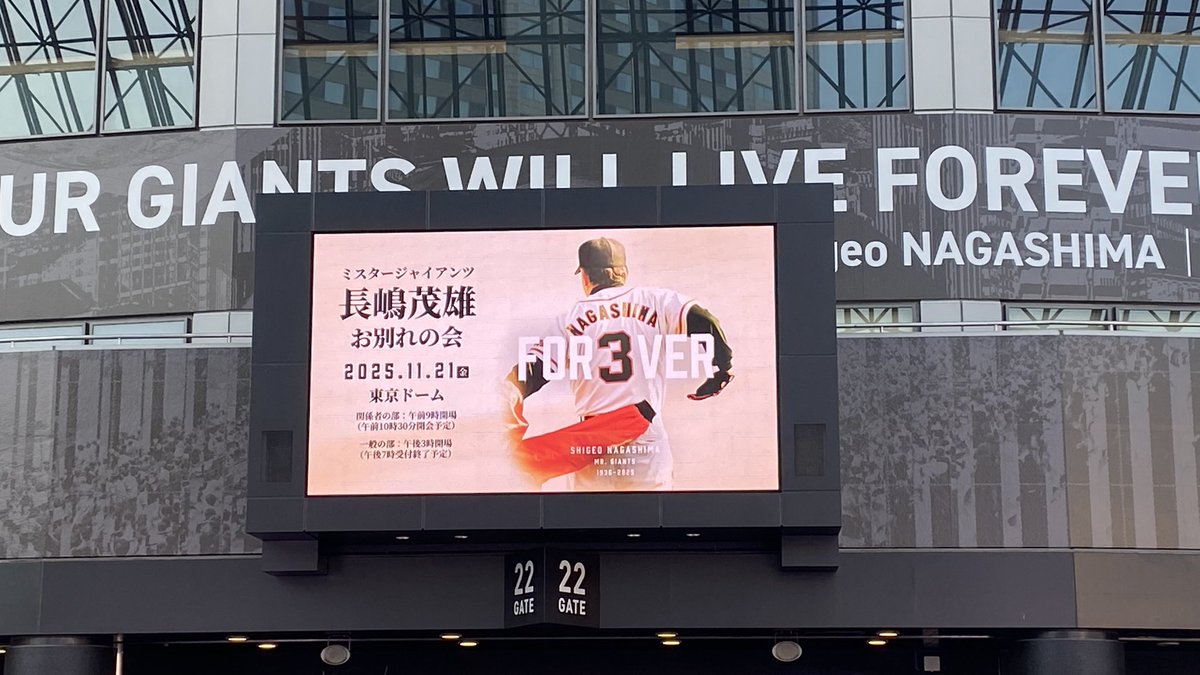 UR GIANTS WILL LIVE FOREVE
geo NAGASHIMA
ミスタージャイアンツ
長嶋茂雄
お別れの会
2025.11.21金
東京ドーム
関係者の部：午前9時開場
（午前10時30分開会予定）
一般の部：午後3時開場
（午後7時受付終了予定）
NAGASHIMA
3
FOR3VER
SHIGEO NAGASHIMA
MR. GIANTS
1936-2025
22
GATE
22
GATE